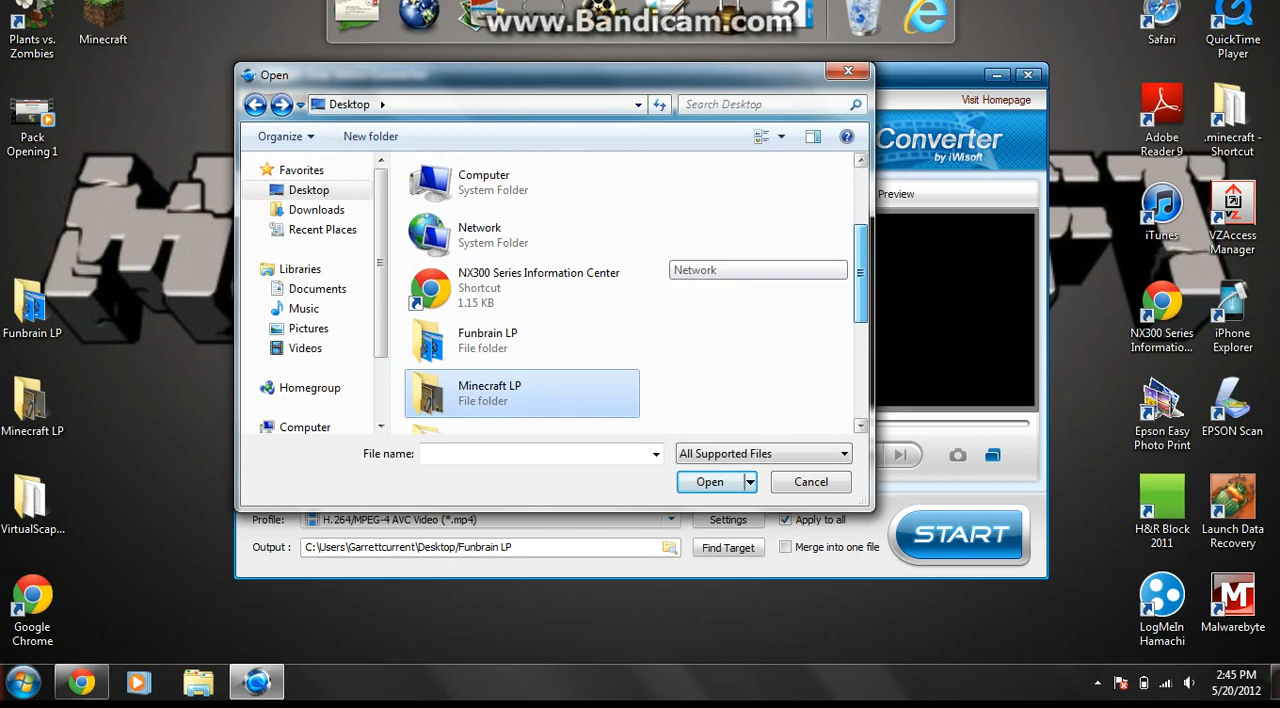 www.Bandicam.com
Plants vs.
Zombies
Minecraft
Safari
QuickTime
Player
Open
Desktop
Search Desktop
Visit Homepage
Pack
Opening 1
Adobe
Reader 9
.minecraft -
Shortcut
Organize
New folder
Converter
by iWisoft
Favorites
Desktop
Downloads
Recent Places
Libraries
Documents
Music
Pictures
Videos
Homegroup
Computer
Computer
System Folder
Network
System Folder
NX300 Series Information Center
Shortcut
1.15 KB
Funbrain LP
File folder
Minecraft LP
File folder
Network
Preview
iTunes
VZAccess
Manager
Funbrain LP
NX300 Series
Informatio...
iPhone
Explorer
Minecraft LP
Epson Easy
Photo Print
EPSON Scan
File name:
All Supported Files
Open
Cancel
VirtualScap...
Profile:
H.264/MPEG-4 AVC Video (*.mp4)
Settings
Apply to all
START
Output :
C:\Users\Garrettcurrent\Desktop/Funbrain LP
Find Target
Merge into one file
H&R Block
2011
Launch Data
Recovery
Google
Chrome
LogMeIn
Hamachi
Malwarebyte
2:45 PM
5/20/2012